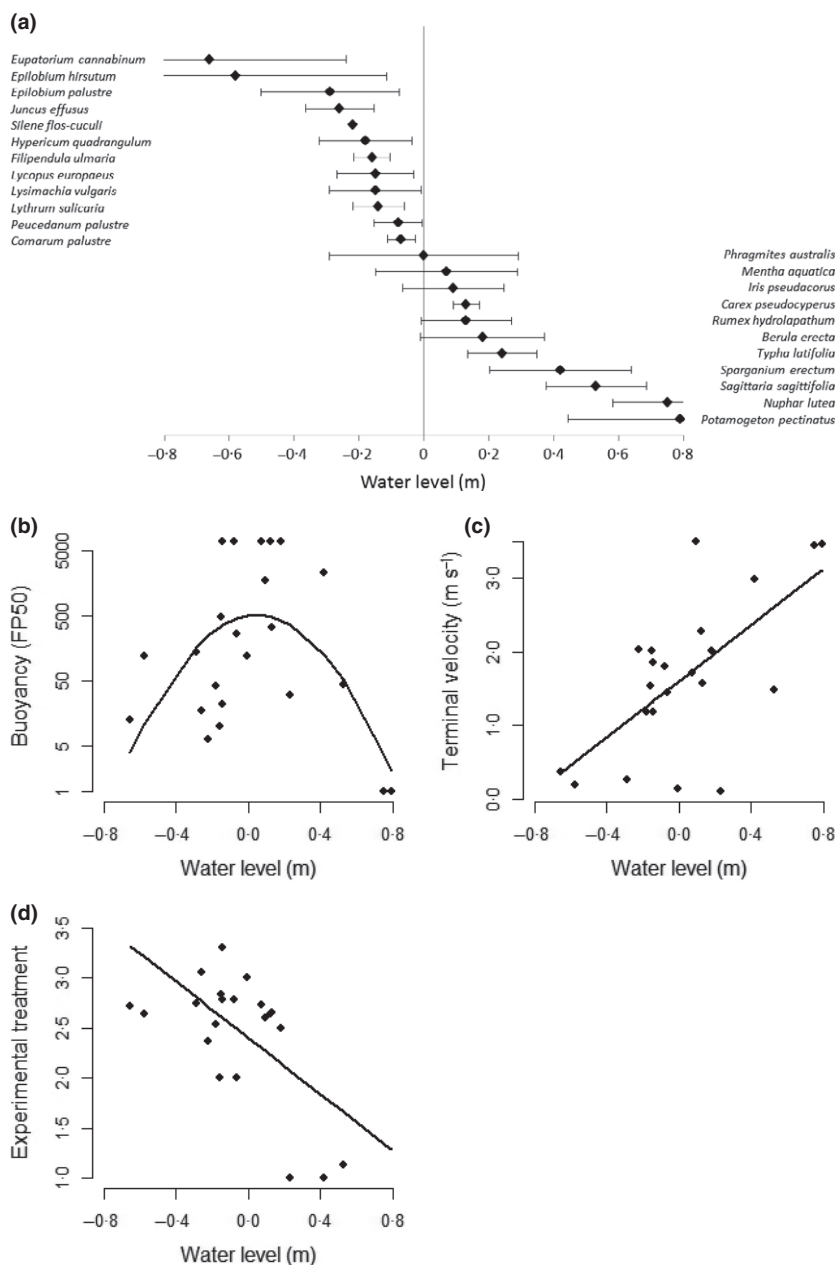 (a)
Eupatorium cannabinum
Epilobium hirsutum
Epilobium palustre
Juncus effusus
Silene flos-cuculi
Hypericum quadrangulum
Filipendula ulmaria
Lycopus europaeus
Lysimachia vulgaris
Lythrum salicaria
Peucedanum palustre
Comarum palustre
Phragmites australis
Mentha aquatica
Iris pseudacorus
Carex pseudocyperus
Rumex hydrolapathum
Berula erecta
Typha latifolia
Sparganium erectum
Sagittaria sagittifolia
Nuphar lutea
Potamogeton pectinatus
−0·8 −0·6 −0·4 −0·2 0 0·2 0·4 0·6 0·8
Water level (m)
(b)
Buoyancy (FP50)
5000
500
50
5
1
−0·8 −0·4 0·0 0·4 0·8
Water level (m)
(c)
Terminal velocity (m s⁻¹)
3·0
2·0
1·0
0·0
−0·8 −0·4 0·0 0·4 0·8
Water level (m)
(d)
Experimental treatment
3·5
3·0
2·5
2·0
1·5
1·0
−0·8 −0·4 0·0 0·4 0·8
Water level (m)